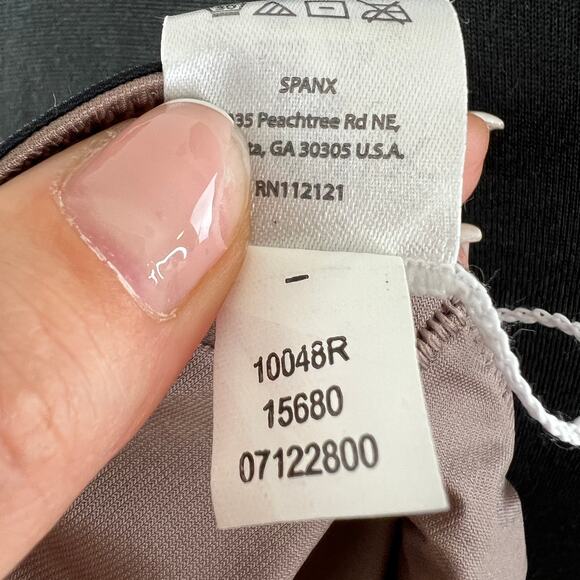 SPANX
35 Peachtree Rd NE,
ta, GA 30305 U.S.A.
RN112121
-
10048R
15680
07122800